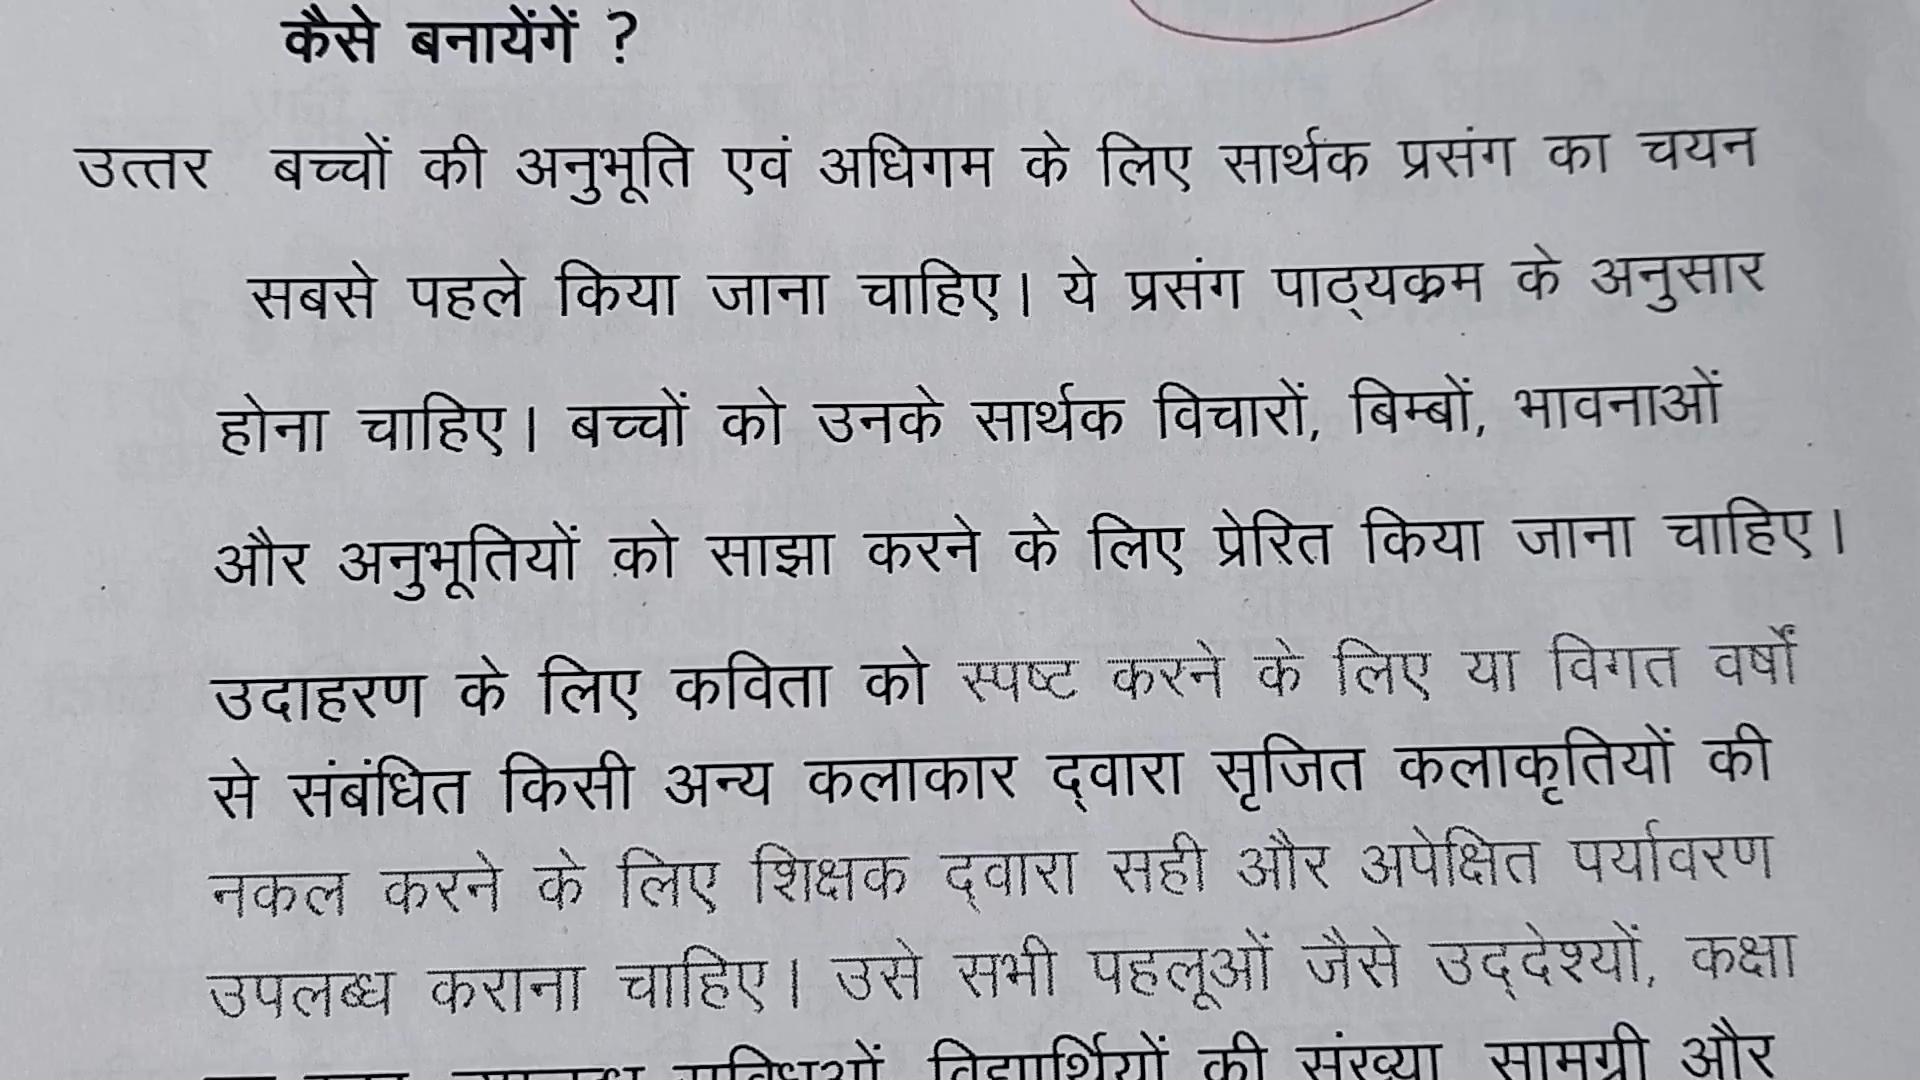 कैसे बनायेंगें ?
उत्तर बच्चों की अनुभूति एवं अधिगम के लिए सार्थक प्रसंग का चयन
सबसे पहले किया जाना चाहिए। ये प्रसंग पाठ्यक्रम के अनुसार
होना चाहिए। बच्चों को उनके सार्थक विचारों, बिम्बों, भावनाओं
और अनुभूतियों को साझा करने के लिए प्रेरित किया जाना चाहिए।
उदाहरण के लिए कविता को स्पष्ट करने के लिए या विगत वर्षों
से संबंधित किसी अन्य कलाकार द्वारा सृजित कलाकृतियों की
नकल करने के लिए शिक्षक द्वारा सही और अपेक्षित पर्यावरण
उपलब्ध कराना चाहिए। उसे सभी पहलूओं जैसे उद्देश्यों, कक्षा
विद्यार्थियों की संख्या सामग्री और